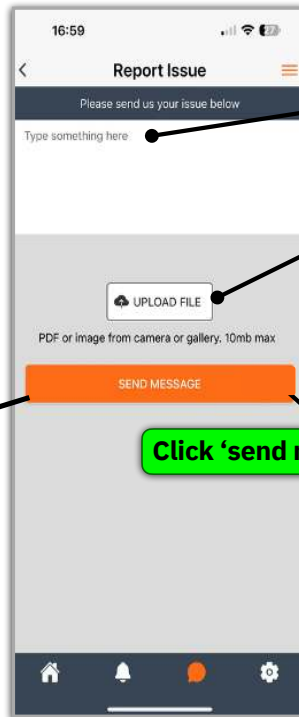 16:59
27
Report Issue
Please send us your issue below
Type something here
UPLOAD FILE
PDF or image from camera or gallery. 10mb max
SEND MESSAGE
Click ‘send